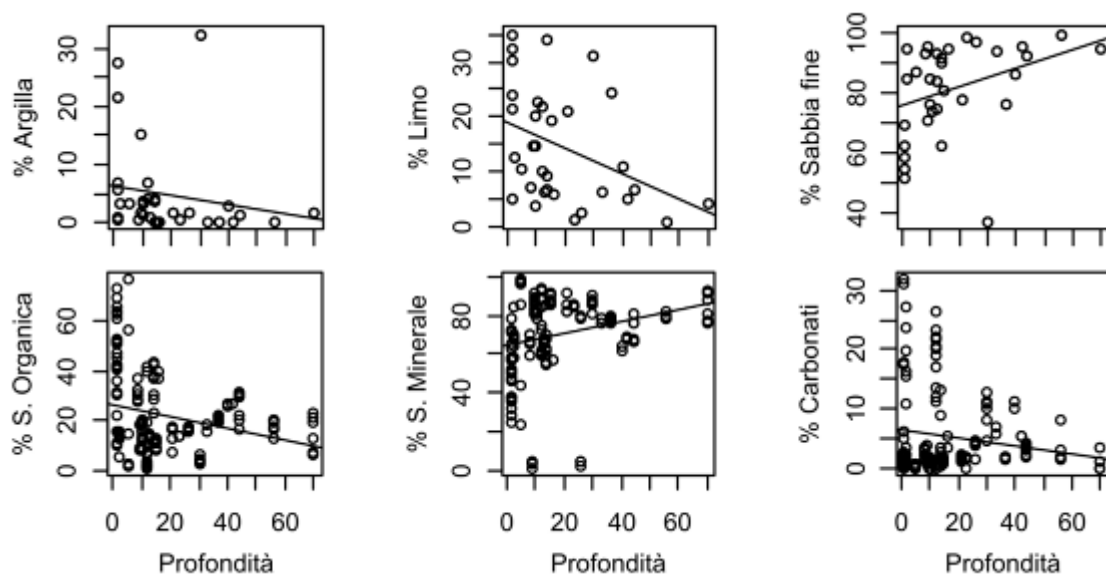 % Argilla
0 10 20 30
% Limo
0 10 20 30
% Sabbia fine
40 60 80 100
% S. Organica
0 20 40 60
% S. Minerale
0 40 80
% Carbonati
0 10 20 30
0 20 40 60
0 20 40 60
0 20 40 60
Profondità
Profondità
Profondità